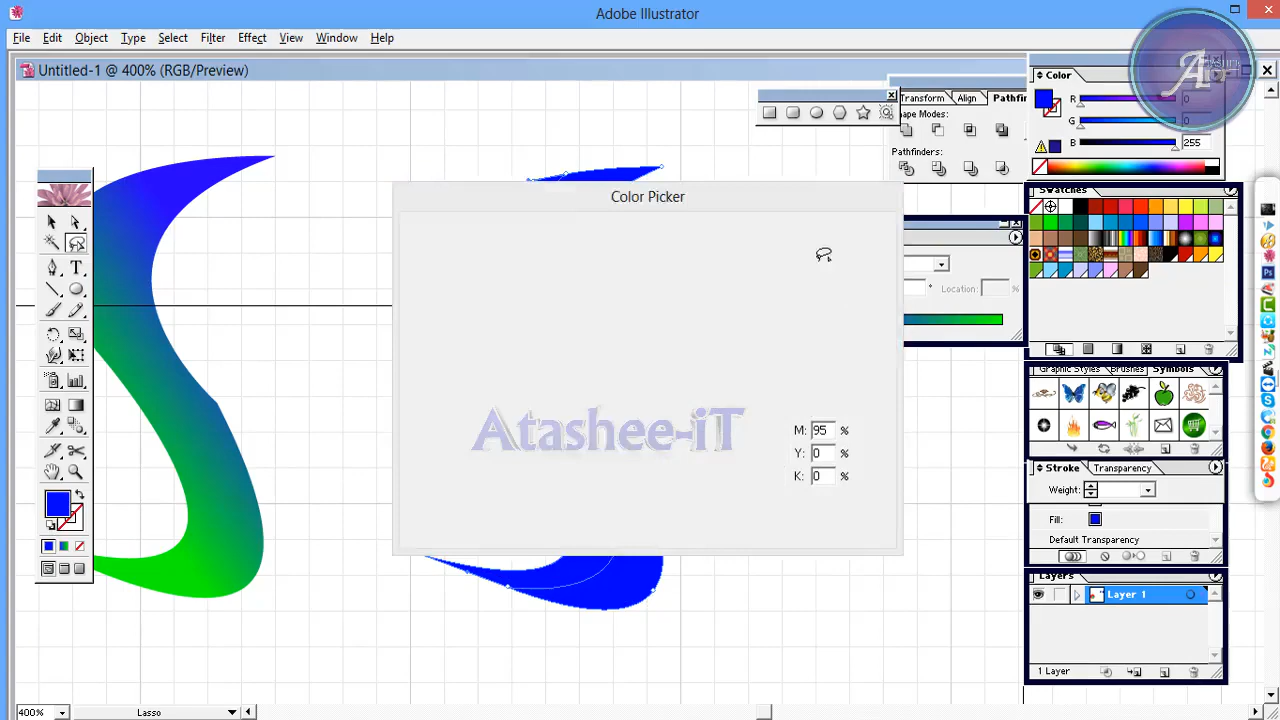 Adobe Illustrator
File Edit Object Type Select Filter Effect View Window Help
Untitled-1 @ 400% (RGB/Preview)
Color
Transform Align Pathfin
R 0
hape Modes:
G 0
B 255
Pathfinders:
Swatches
Color Picker
Location: %
°
T
Graphic Styles Brushes Symbols
Atashee-iT
M: 95 %
Y: 0 %
K: 0 %
Stroke Transparency
Weight:
Fill:
Default Transparency
Layers
Layer 1
1 Layer
400% Lasso